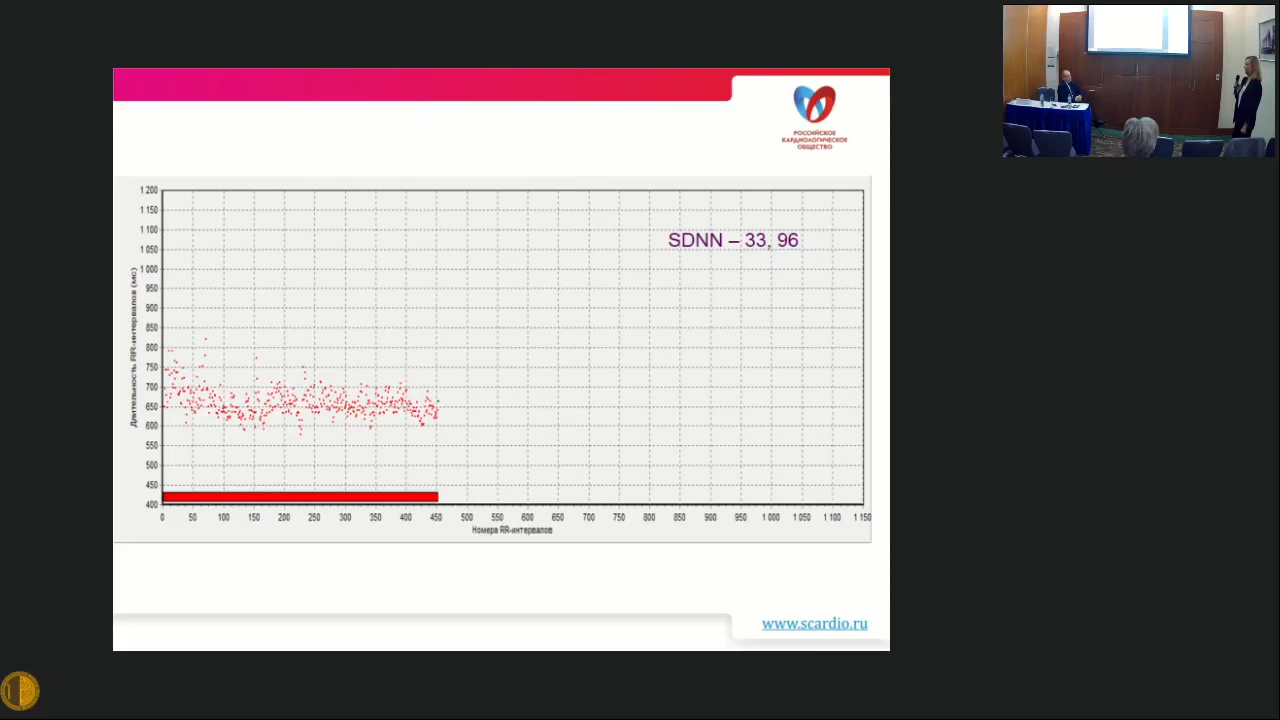 РОССИЙСКОЕ
КАРДИОЛОГИЧЕСКОЕ
ОБЩЕСТВО
SDNN – 33, 96
Длительность RR-интервалов (мс)
1 200
1 150
1 100
1 050
1 000
950
900
850
800
750
700
650
600
550
500
450
400
0 50 100 150 200 250 300 350 400 450 500 550 600 650 700 750 800 850 900 950 1 000 1 050 1 100 1 150
Номера RR-интервалов
www.scardio.ru